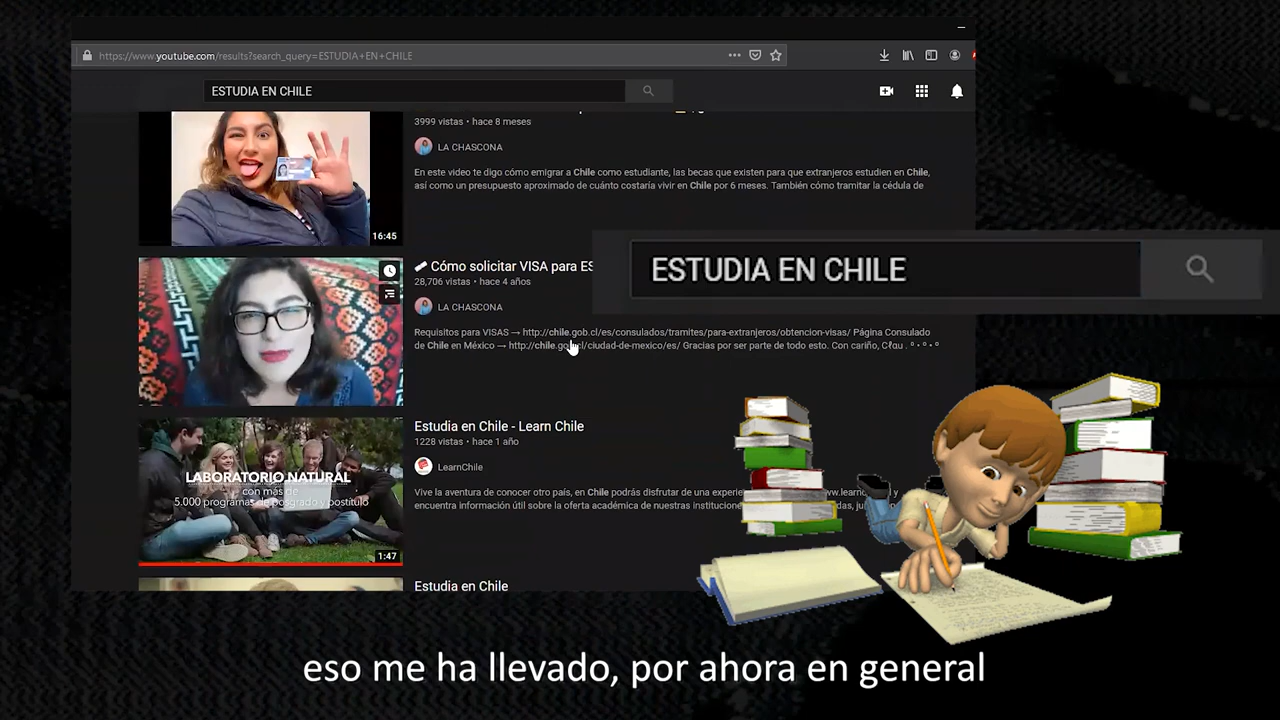 https://www.youtube.com/results?search_query=ESTUDIA+EN+CHILE
ESTUDIA EN CHILE
3999 vistas • hace 8 meses
LA CHASCONA
En este video te digo cómo emigrar a Chile como estudiante, las becas que existen para que extranjeros estudien en Chile,
así como un presupuesto aproximado de cuánto costaría vivir en Chile por 6 meses. También cómo tramitar la cédula de
16:45
Cómo solicitar VISA para ES
28,706 vistas • hace 4 años
LA CHASCONA
Requisitos para VISAS → http://chile.gob.cl/es/consulados/tramites/para-extranjeros/obtencion-visas/ Página Consulado
de Chile en México → http://chile.gob.cl/ciudad-de-mexico/es/ Gracias por ser parte de todo esto. Con cariño,
ESTUDIA EN CHILE
LABORATORIO NATURAL
con más de
5.000 programas de posgrado y postítulo
1:47
Estudia en Chile - Learn Chile
1228 vistas • hace 1 año
LearnChile
Vive la aventura de conocer otro país, en Chile podrás disfrutar de una
encuentra información útil sobre la oferta académica de nuestras
Estudia en Chile
eso me ha llevado, por ahora en general